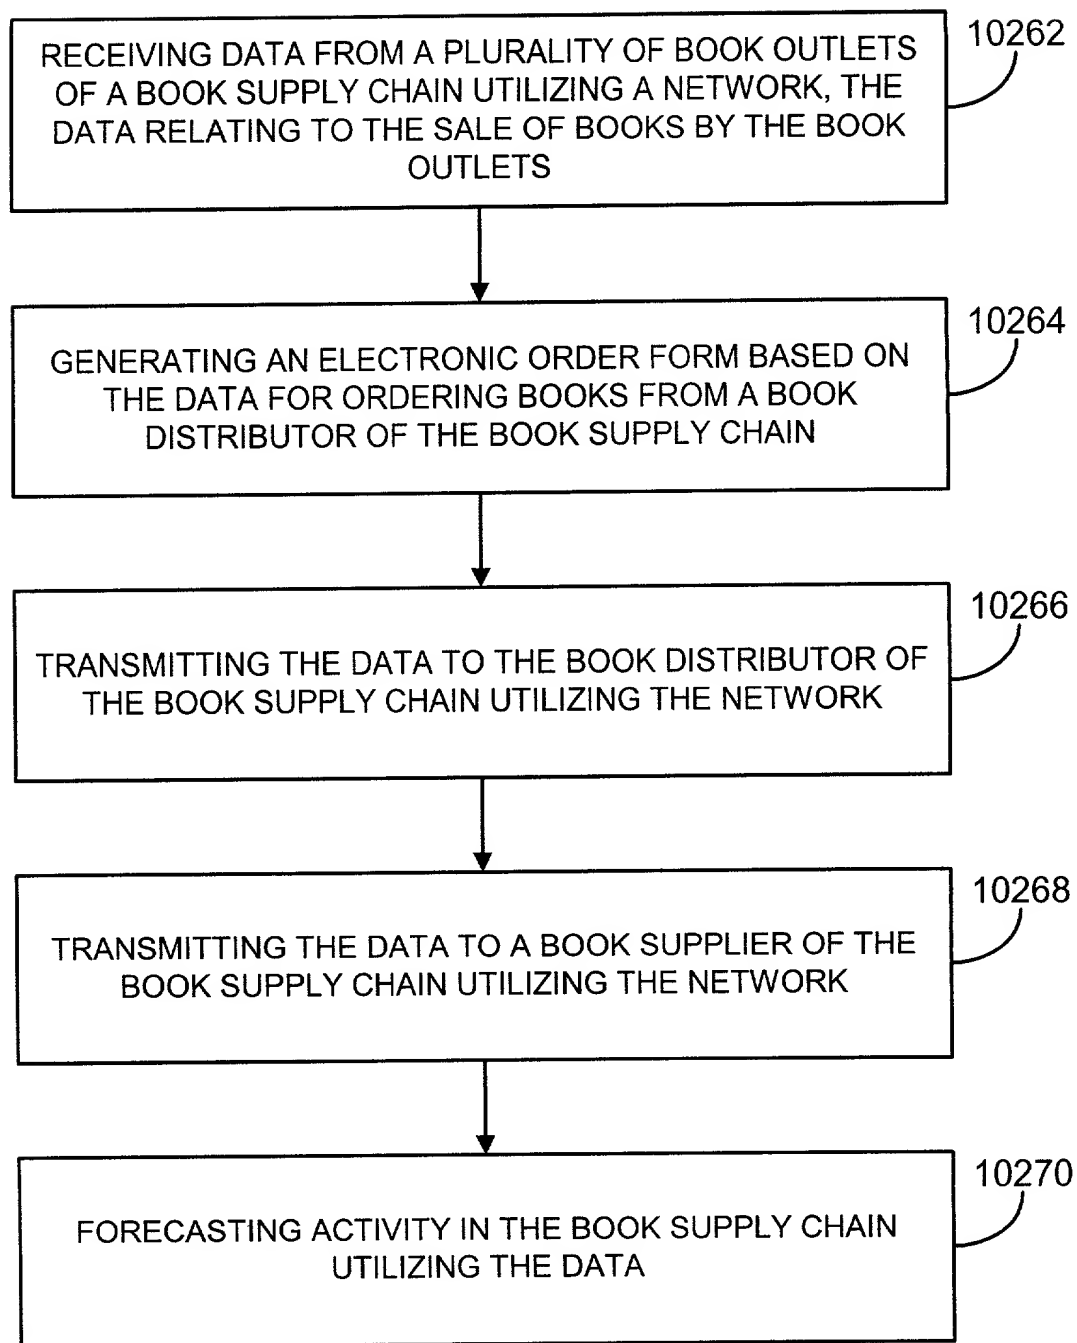 RECEIVING DATA FROM A PLURALITY OF BOOK OUTLETS
OF A BOOK SUPPLY CHAIN UTILIZING A NETWORK, THE
DATA RELATING TO THE SALE OF BOOKS BY THE BOOK
OUTLETS
10262
GENERATING AN ELECTRONIC ORDER FORM BASED ON
THE DATA FOR ORDERING BOOKS FROM A BOOK
DISTRIBUTOR OF THE BOOK SUPPLY CHAIN
10264
TRANSMITTING THE DATA TO THE BOOK DISTRIBUTOR OF
THE BOOK SUPPLY CHAIN UTILIZING THE NETWORK
10266
TRANSMITTING THE DATA TO A BOOK SUPPLIER OF THE
BOOK SUPPLY CHAIN UTILIZING THE NETWORK
10268
FORECASTING ACTIVITY IN THE BOOK SUPPLY CHAIN
UTILIZING THE DATA
10270